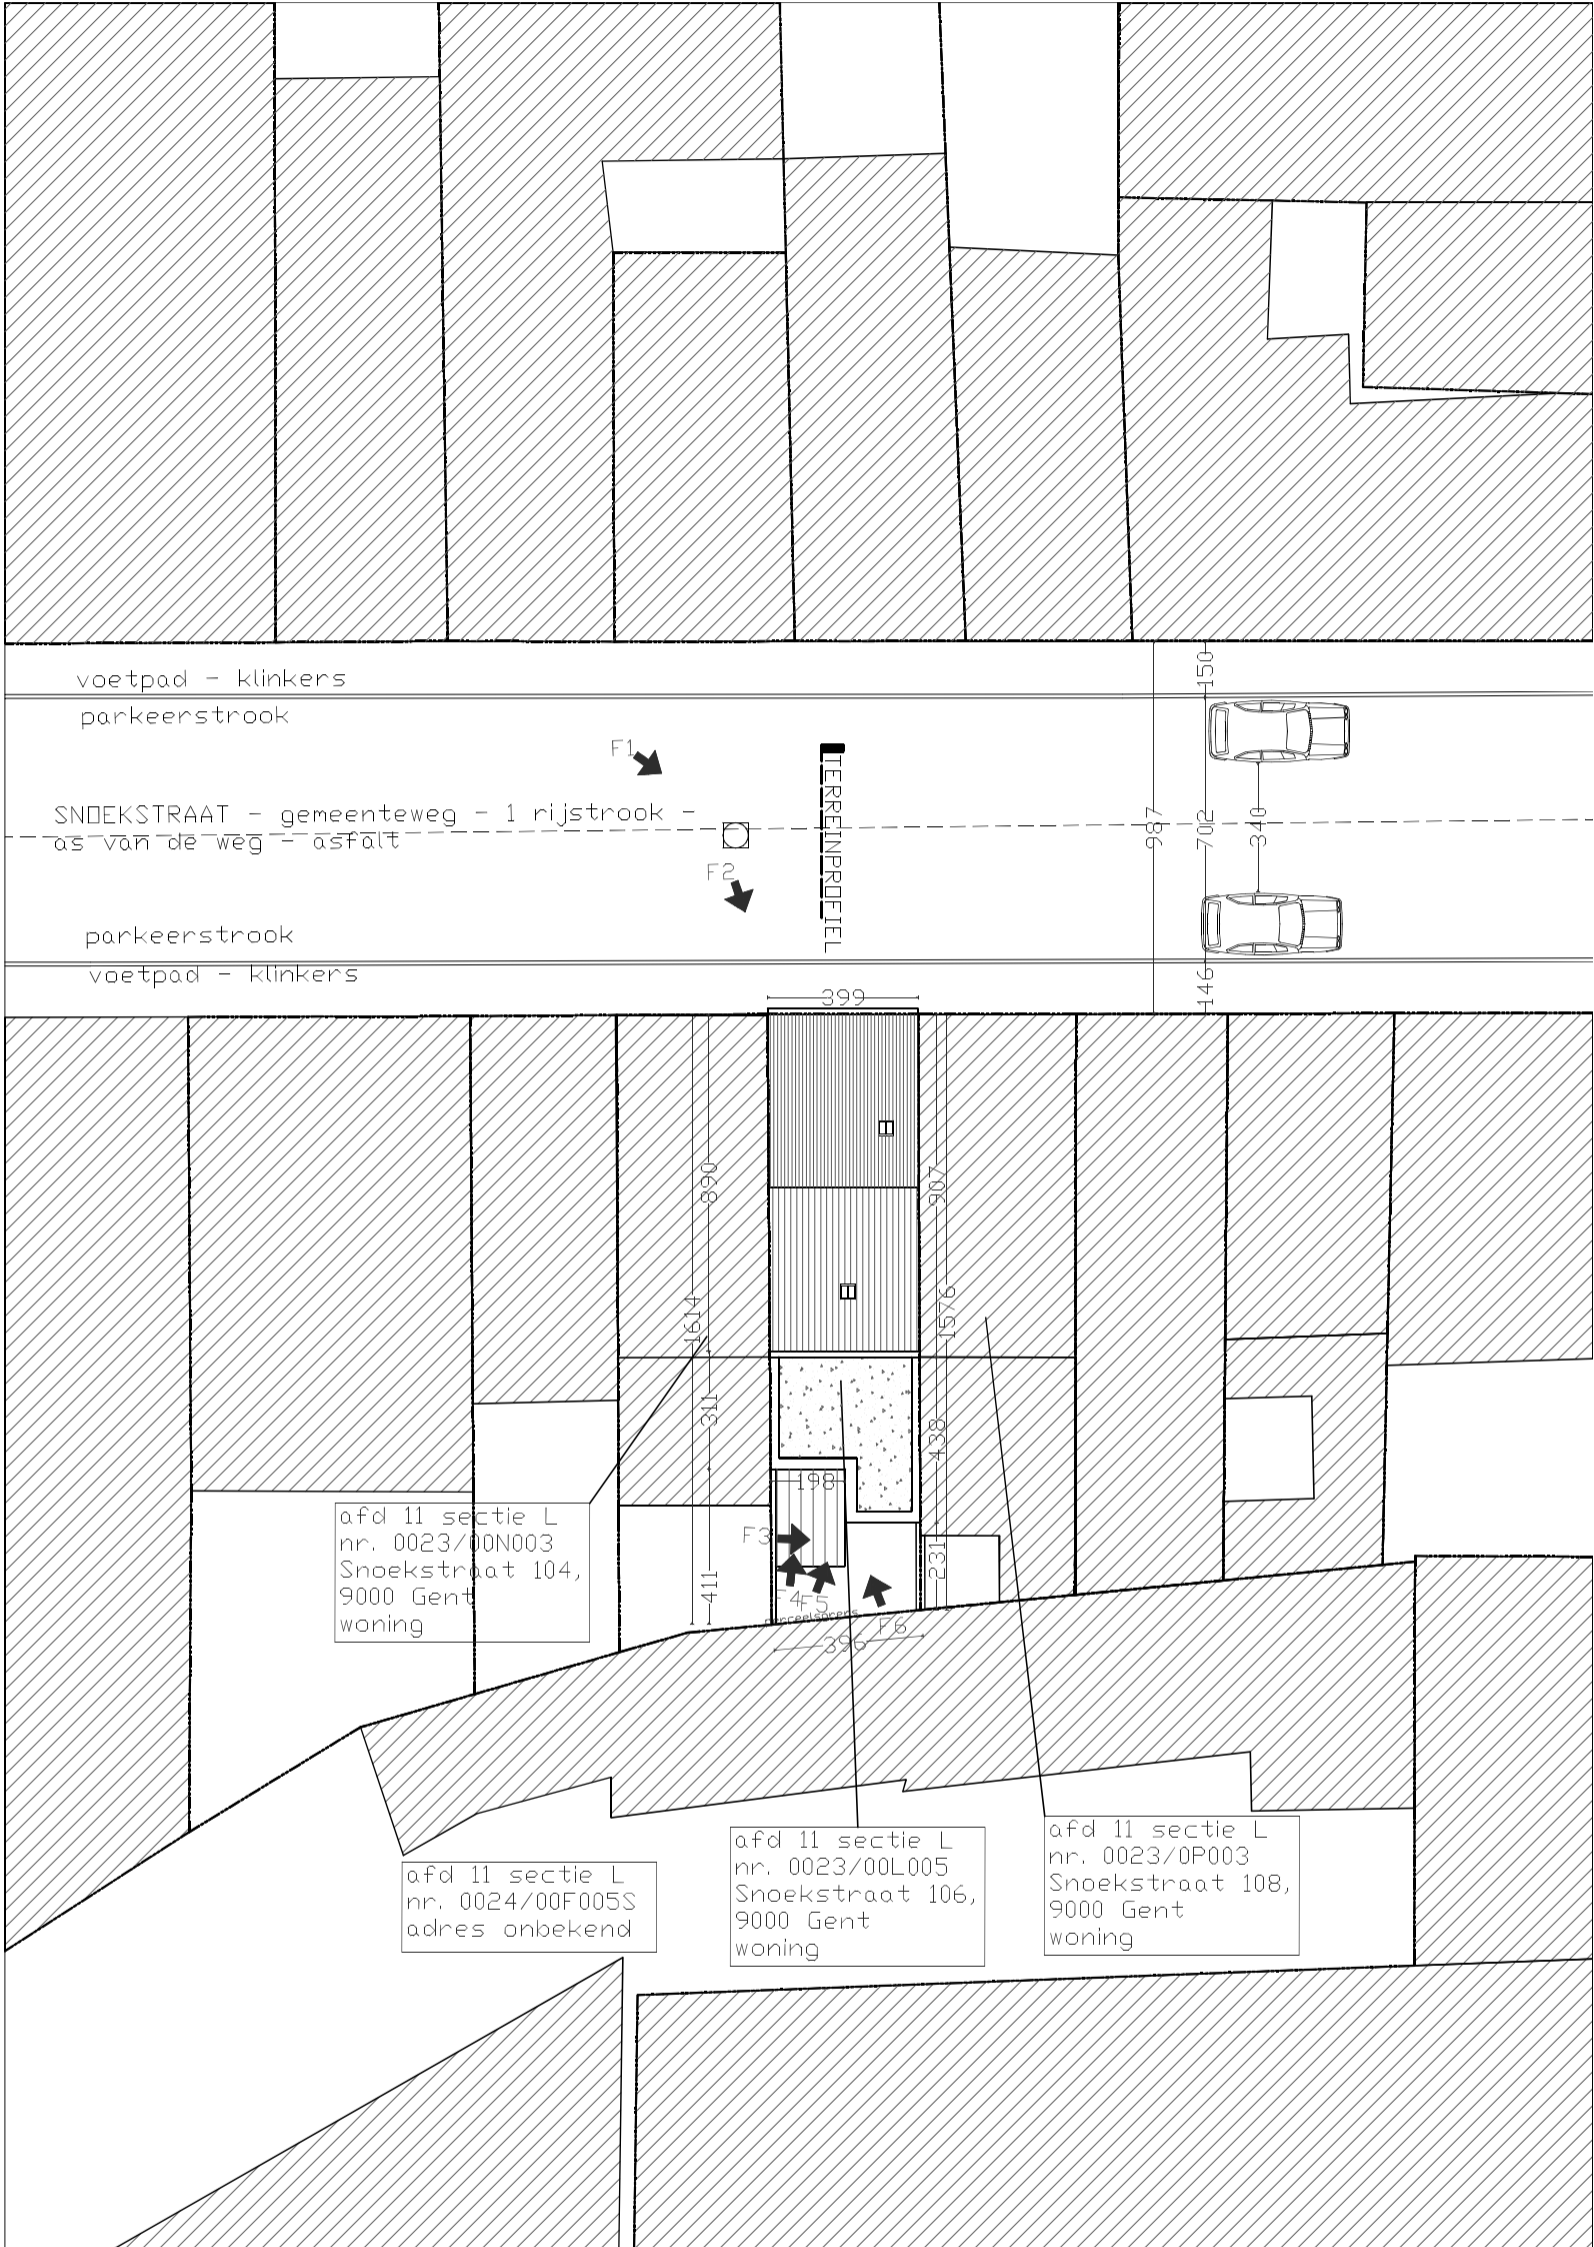 voetpad - klinkers
parkeerstrook
150
F1
TERREINPROFIEL
SNOEKSTRAAT - gemeenteweg - 1 rijstrook -
as van de weg - asfalt
987
702
340
F2
parkeerstrook
voetpad - klinkers
146
399
890
907
1614
1576
311
438
198
F3
411
231
F4
F5
perceelsgrens
F6
396
afd 11 sectie L
nr. 0023/00N003
Snoekstraat 104,
9000 Gent
woning
afd 11 sectie L
nr. 0024/00F005S
adres onbekend
afd 11 sectie L
nr. 0023/00L005
Snoekstraat 106,
9000 Gent
woning
afd 11 sectie L
nr. 0023/0P003
Snoekstraat 108,
9000 Gent
woning